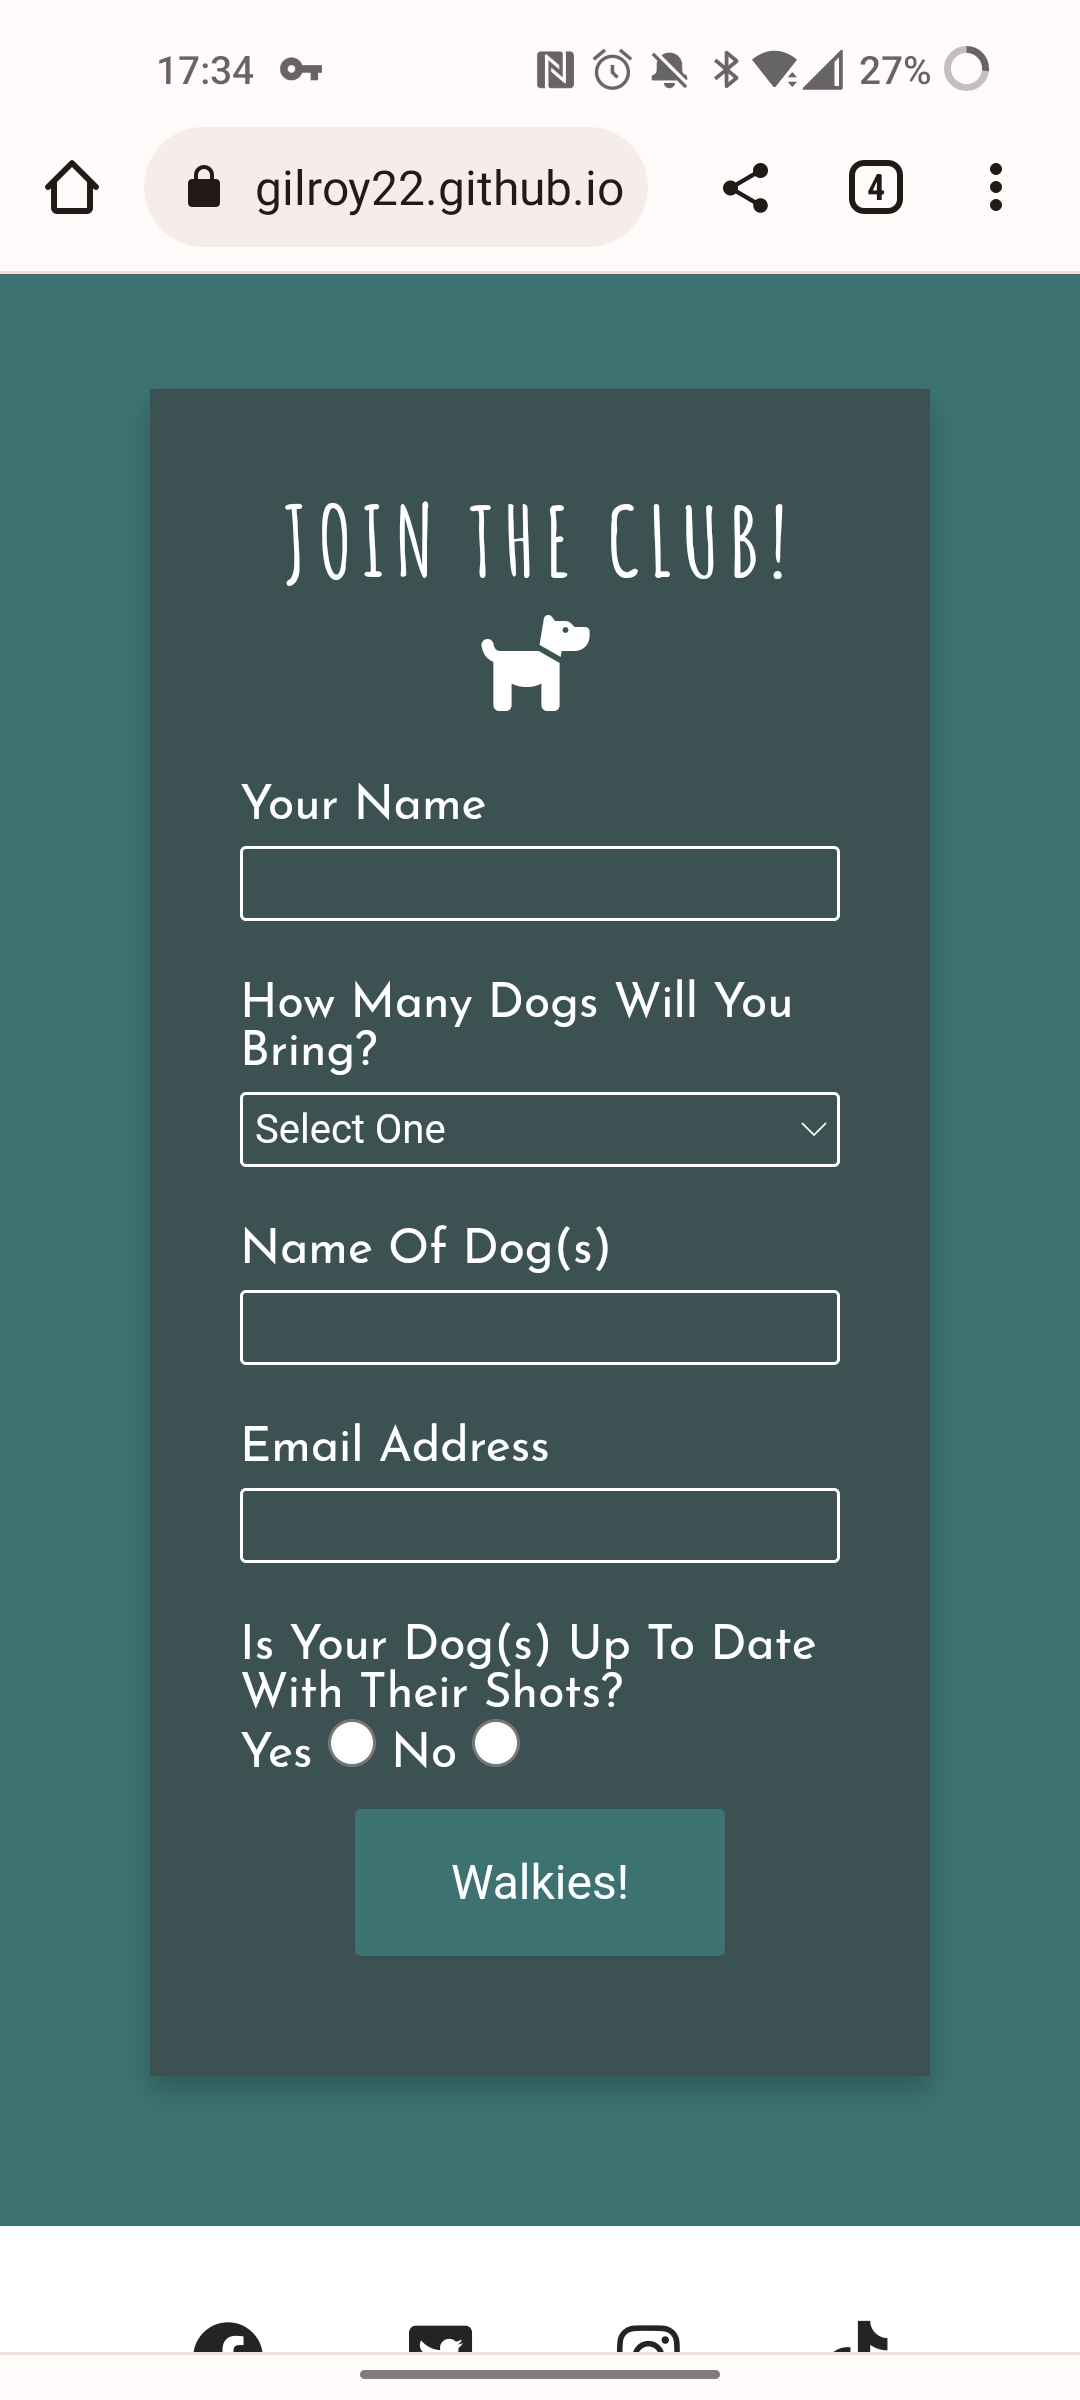 17:34
27%
gilroy22.github.io
4
JOIN THE CLUB!
Your Name
How Many Dogs Will You
Bring?
Select One
Name Of Dog(s)
Email Address
Is Your Dog(s) Up To Date
With Their Shots?
Yes No
Walkies!